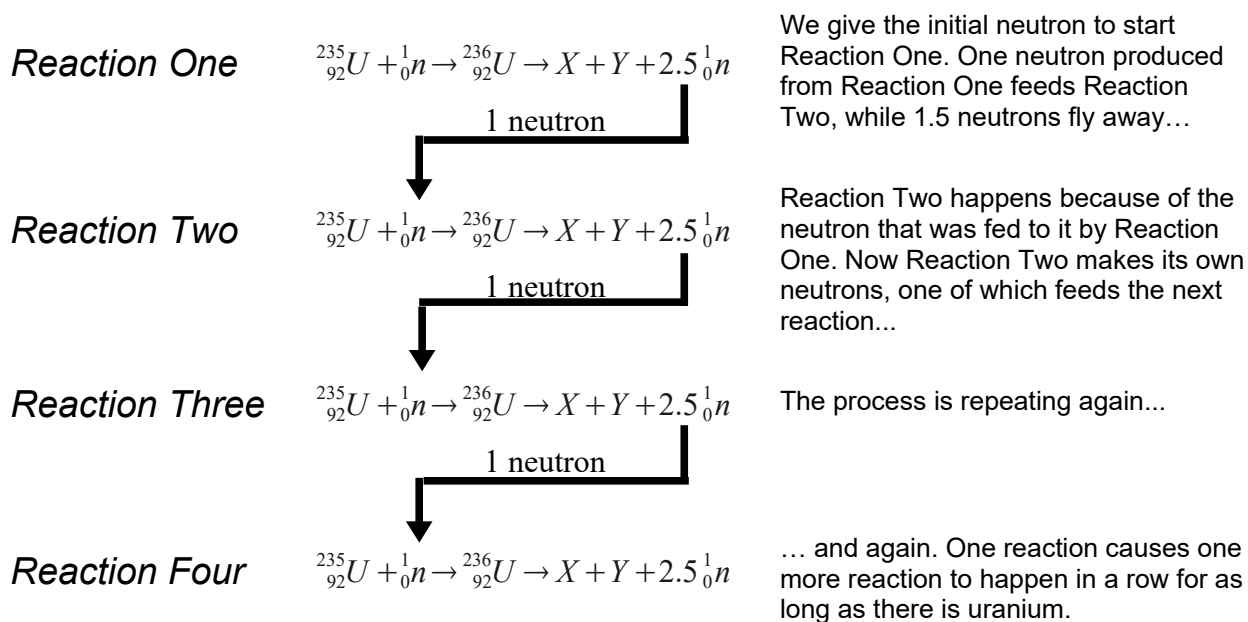 Reaction One
²³⁵₉₂U + ¹₀n → ²³⁶₉₂U → X + Y + 2.5 ¹₀n
We give the initial neutron to start
Reaction One. One neutron produced
from Reaction One feeds Reaction
Two, while 1.5 neutrons fly away…
1 neutron
Reaction Two
²³⁵₉₂U + ¹₀n → ²³⁶₉₂U → X + Y + 2.5 ¹₀n
Reaction Two happens because of the
neutron that was fed to it by Reaction
One. Now Reaction Two makes its own
neutrons, one of which feeds the next
reaction...
1 neutron
Reaction Three
²³⁵₉₂U + ¹₀n → ²³⁶₉₂U → X + Y + 2.5 ¹₀n
The process is repeating again...
1 neutron
Reaction Four
²³⁵₉₂U + ¹₀n → ²³⁶₉₂U → X + Y + 2.5 ¹₀n
… and again. One reaction causes one
more reaction to happen in a row for as
long as there is uranium.